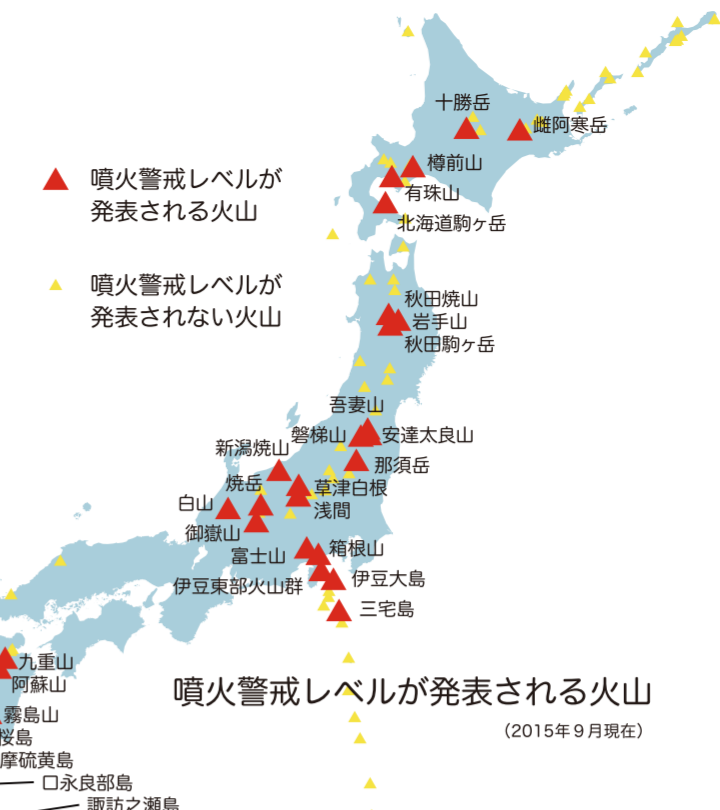 十勝岳
雌阿寒岳
樽前山
有珠山
北海道駒ヶ岳
噴火警戒レベルが
発表される火山
噴火警戒レベルが
発表されない火山
秋田焼山
岩手山
秋田駒ヶ岳
吾妻山
磐梯山
安達太良山
新潟焼山
那須岳
焼岳
草津白根
白山
浅間
御嶽山
富士山
箱根山
伊豆東部火山群
伊豆大島
三宅島
九重山
阿蘇山
噴火警戒レベルが発表される火山
（2015年９月現在）
霧島山
桜島
摩硫黄島
口永良部島
諏訪之瀬島